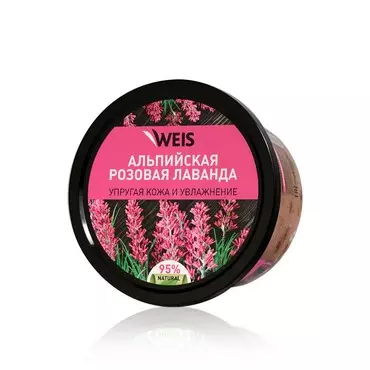 WEIS
АЛЬПИЙСКАЯ
РОЗОВАЯ ЛАВАНДА
УПРУГАЯ КОЖА И УВЛАЖНЕНИЕ
95%
NATURAL